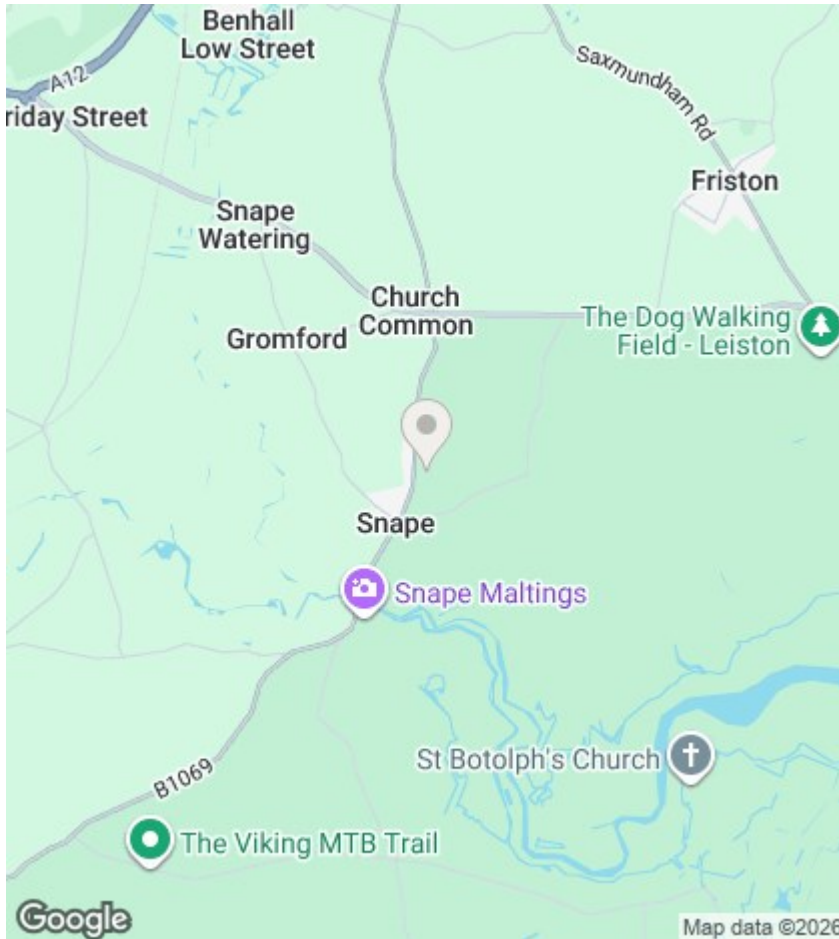 Benhall
Low Street
A12
riday Street
Saxmundham Rd
Friston
Snape
Watering
Church
Common
Gromford
The Dog Walking
Field - Leiston
Snape
Snape Maltings
St Botolph's Church
B1069
The Viking MTB Trail
Google
Map data ©2026